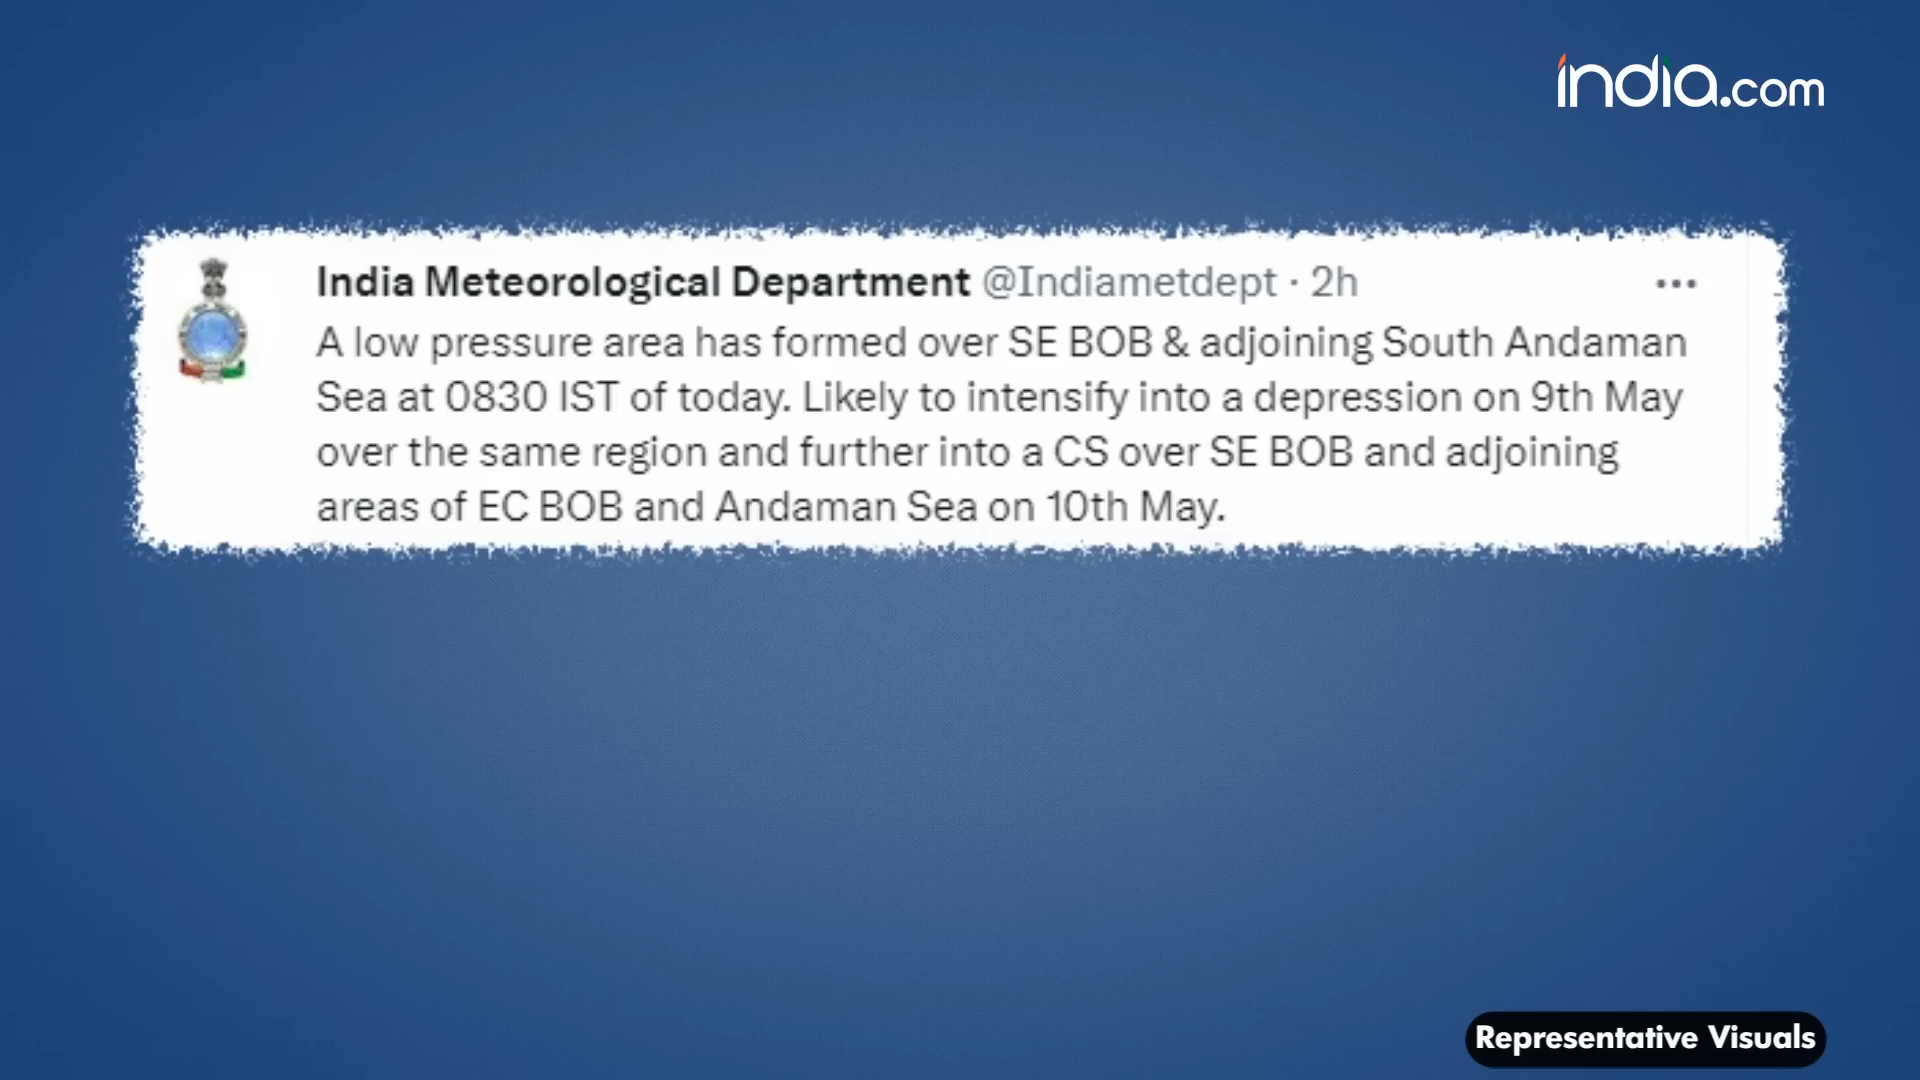 india.com
India Meteorological Department @Indiametdept · 2h
A low pressure area has formed over SE BOB & adjoining South Andaman
Sea at 0830 IST of today. Likely to intensify into a depression on 9th May
over the same region and further into a CS over SE BOB and adjoining
areas of EC BOB and Andaman Sea on 10th May.
Representative Visuals